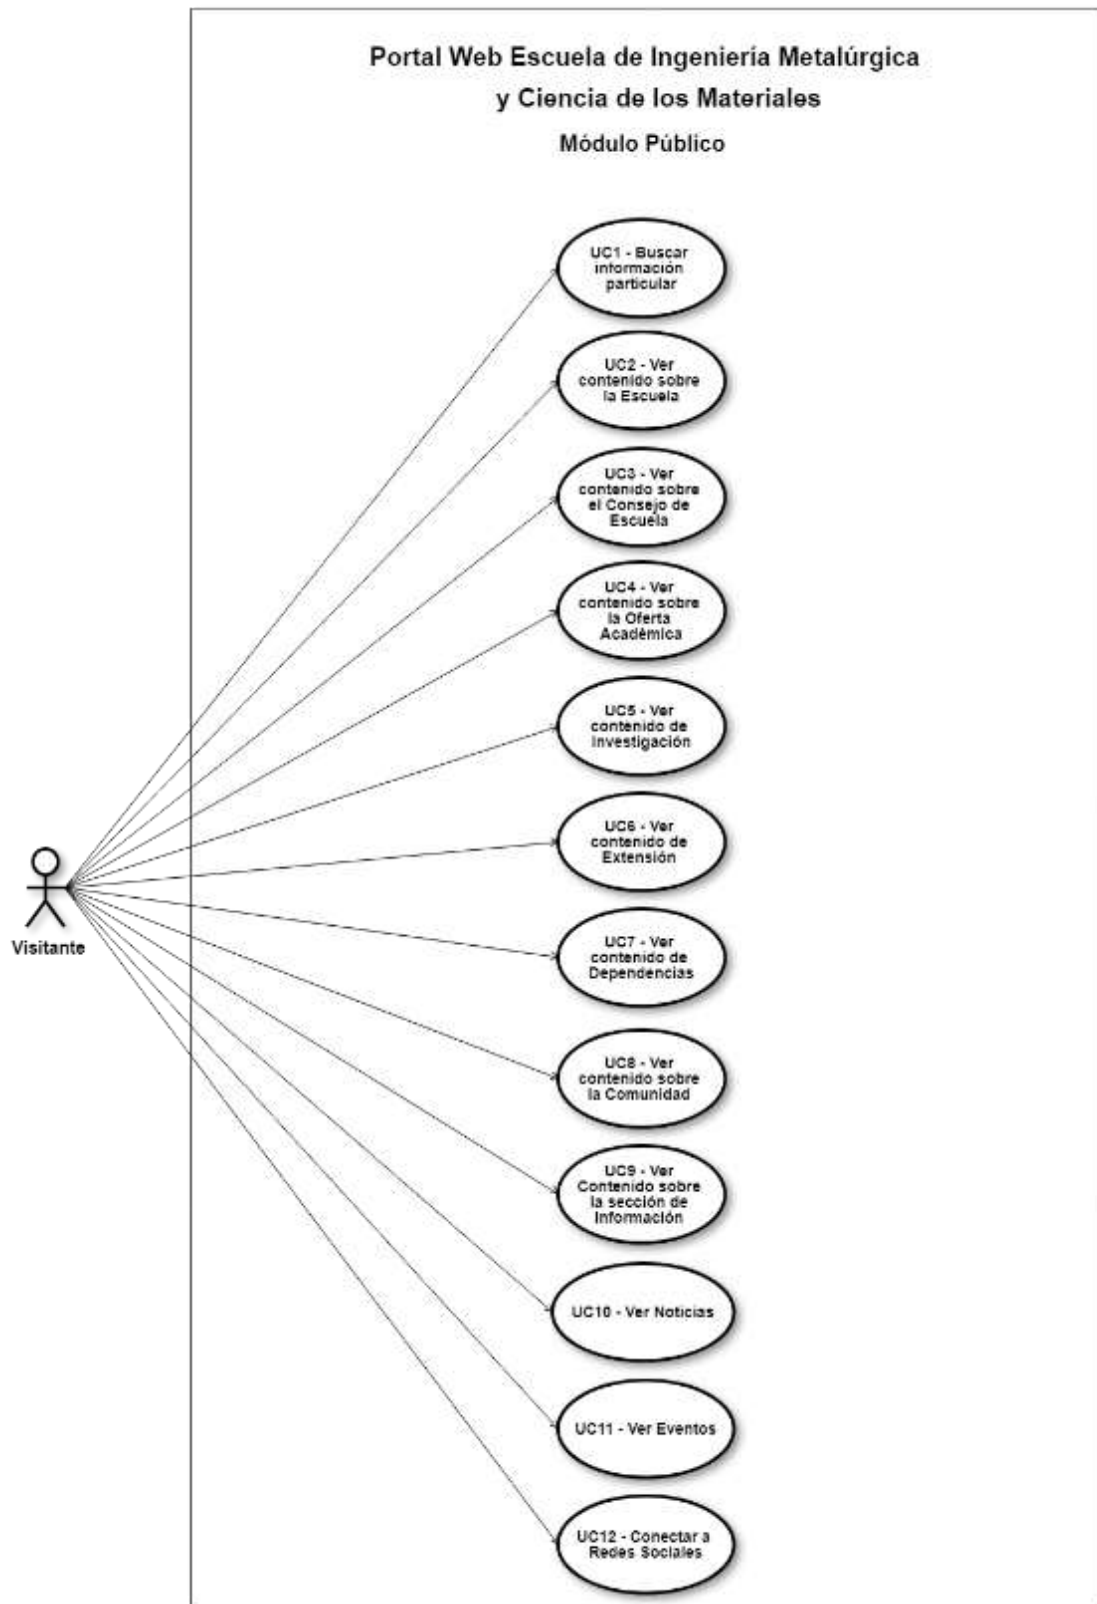 Portal Web Escuela de Ingeniería Metalúrgica
y Ciencia de los Materiales
Módulo Público
UC1 - Buscar
información
particular
UC2 - Ver
contenido sobre
la Escuela
UC3 - Ver
contenido sobre
el Consejo de
Escuela
UC4 - Ver
contenido sobre
la Oferta
Académica
UC5 - Ver
contenido de
Investigación
UC6 - Ver
contenido de
Extensión
Visitante
UC7 - Ver
contenido de
Dependencias
UC8 - Ver
contenido sobre
la Comunidad
UC9 - Ver
Contenido sobre
la sección de
Información
UC10 - Ver Noticias
UC11 - Ver Eventos
UC12 - Conectar a
Redes Sociales